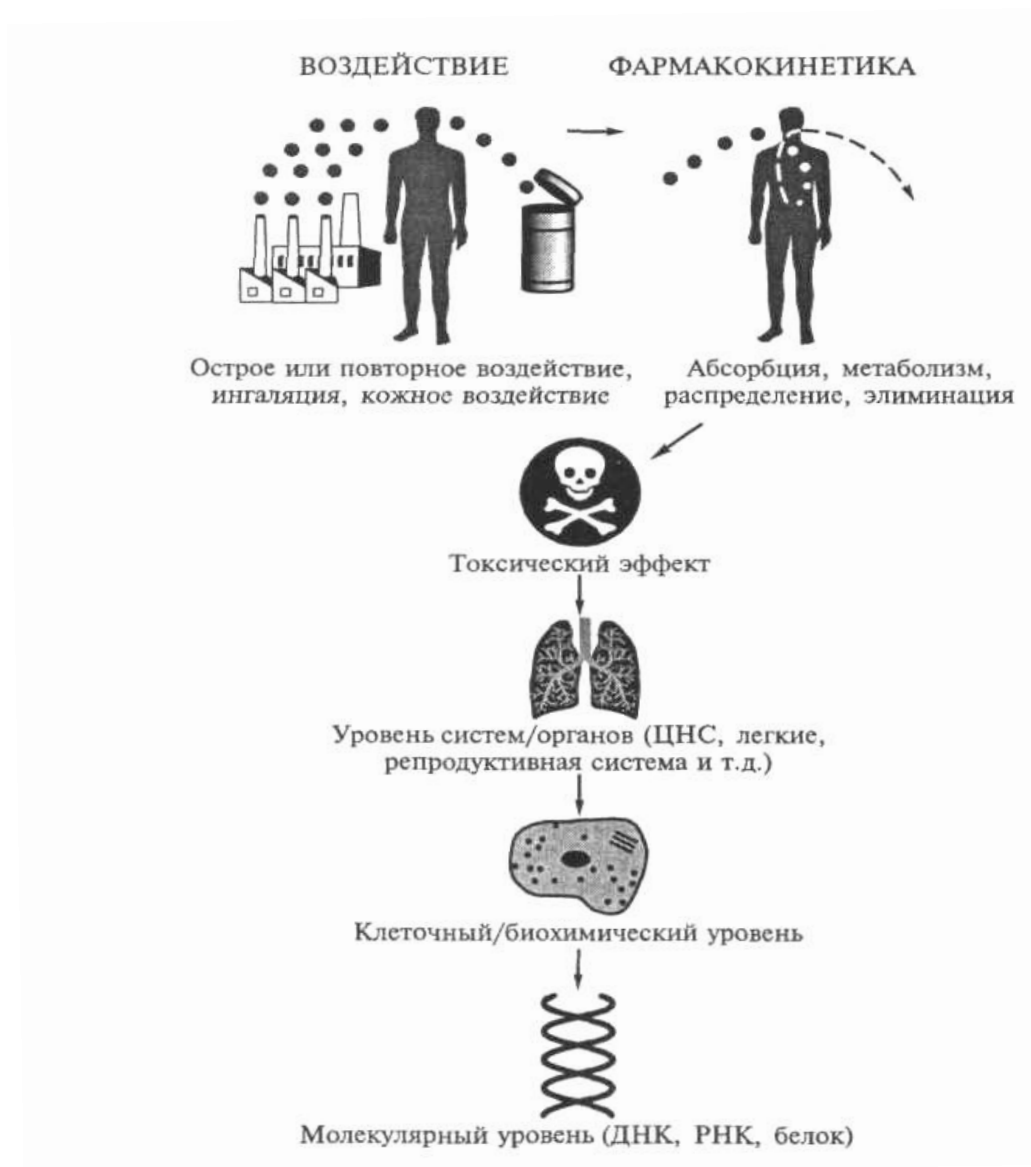 ВОЗДЕЙСТВИЕ
ФАРМАКОКИНЕТИКА
Острое или повторное воздействие,
ингаляция, кожное воздействие
Абсорбция, метаболизм,
распределение, элиминация
Токсический эффект
Уровень систем/органов (ЦНС, легкие,
репродуктивная система и т.д.)
Клеточный/биохимический уровень
Молекулярный уровень (ДНК, РНК, белок)